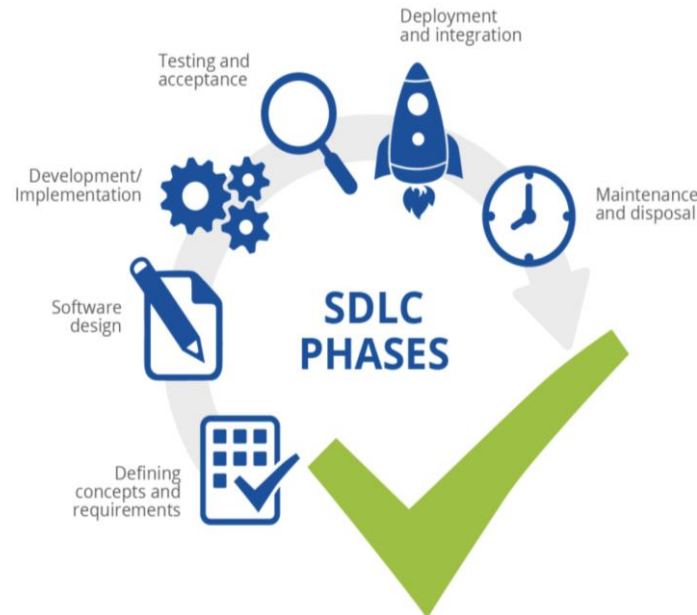 Deployment
and integration
Testing and
acceptance
Development/
Implementation
Maintenance
and disposal
Software
design
SDLC
PHASES
Defining
concepts and
requirements